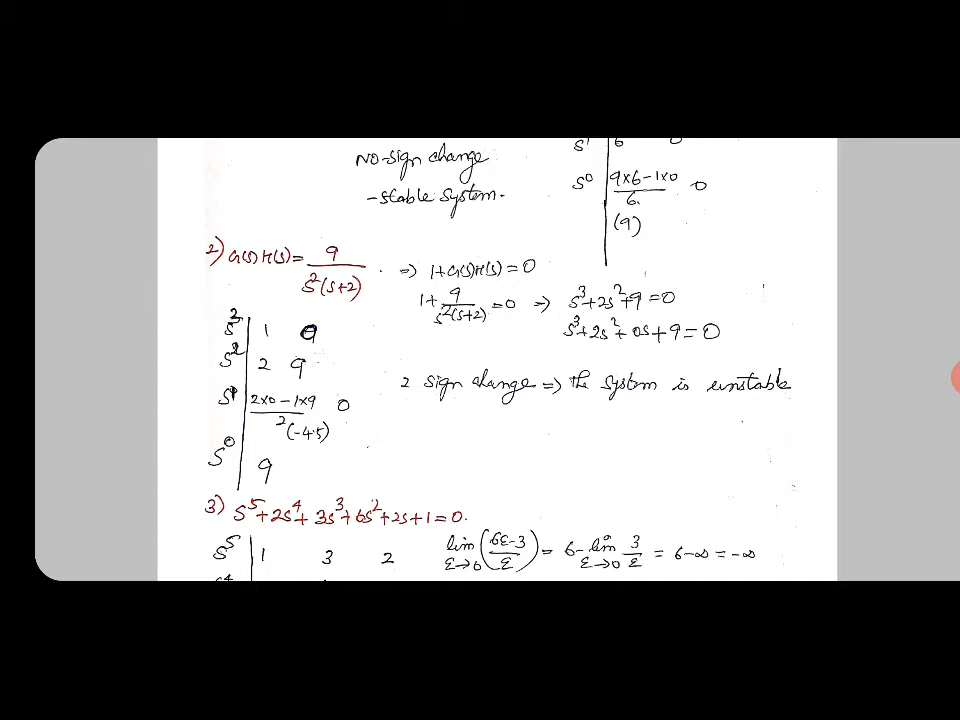 No-sign change
-stable system.
S¹ | 6 0
S⁰ | (9×6-1×0)/6 0
(9)
2) G(s)H(s) = 9/(s²(s+2)) . ⇒ 1+G(s)H(s)=0
1+ 9/(s²(s+2)) =0 ⇒ s³+2s²+9=0
s³+2s²+0s+9=0
S³ | 1 0
S² | 2 9
2 sign change ⇒ the system is unstable
S¹ | (2×0-1×9)/2 0
(-4.5)
S⁰ | 9
3) S⁵+2s⁴+3s³+6s²+2s+1=0.
S⁵ | 1 3 2
lim ε→0 ((6ε-3)/ε) = 6-lim ε→0 3/ε = 6-∞ = -∞
S⁴